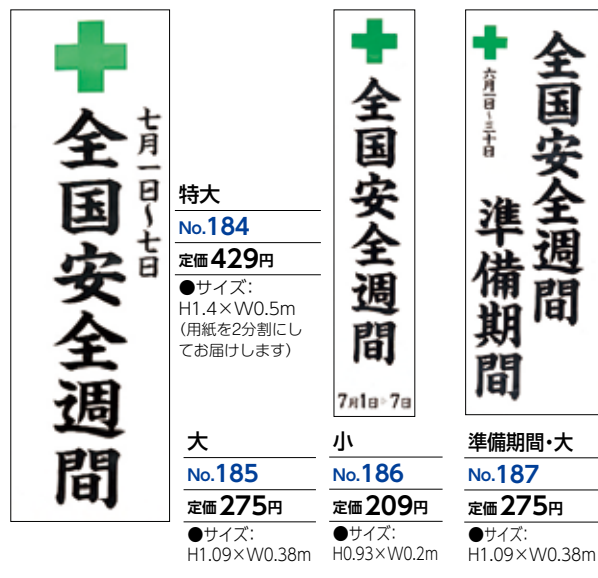 七月一日～七日
全国安全週間
特大
No.184
定価429円
●サイズ：
H1.4×W0.5m
（用紙を2分割にし
てお届けします）
大
No.185
定価275円
●サイズ：
H1.09×W0.38m
全国安全週間
7月1日▷7日
小
No.186
定価209円
●サイズ：
H0.93×W0.2m
全国安全週間
準備期間
六月一日～三十日
準備期間・大
No.187
定価275円
●サイズ：
H1.09×W0.38m